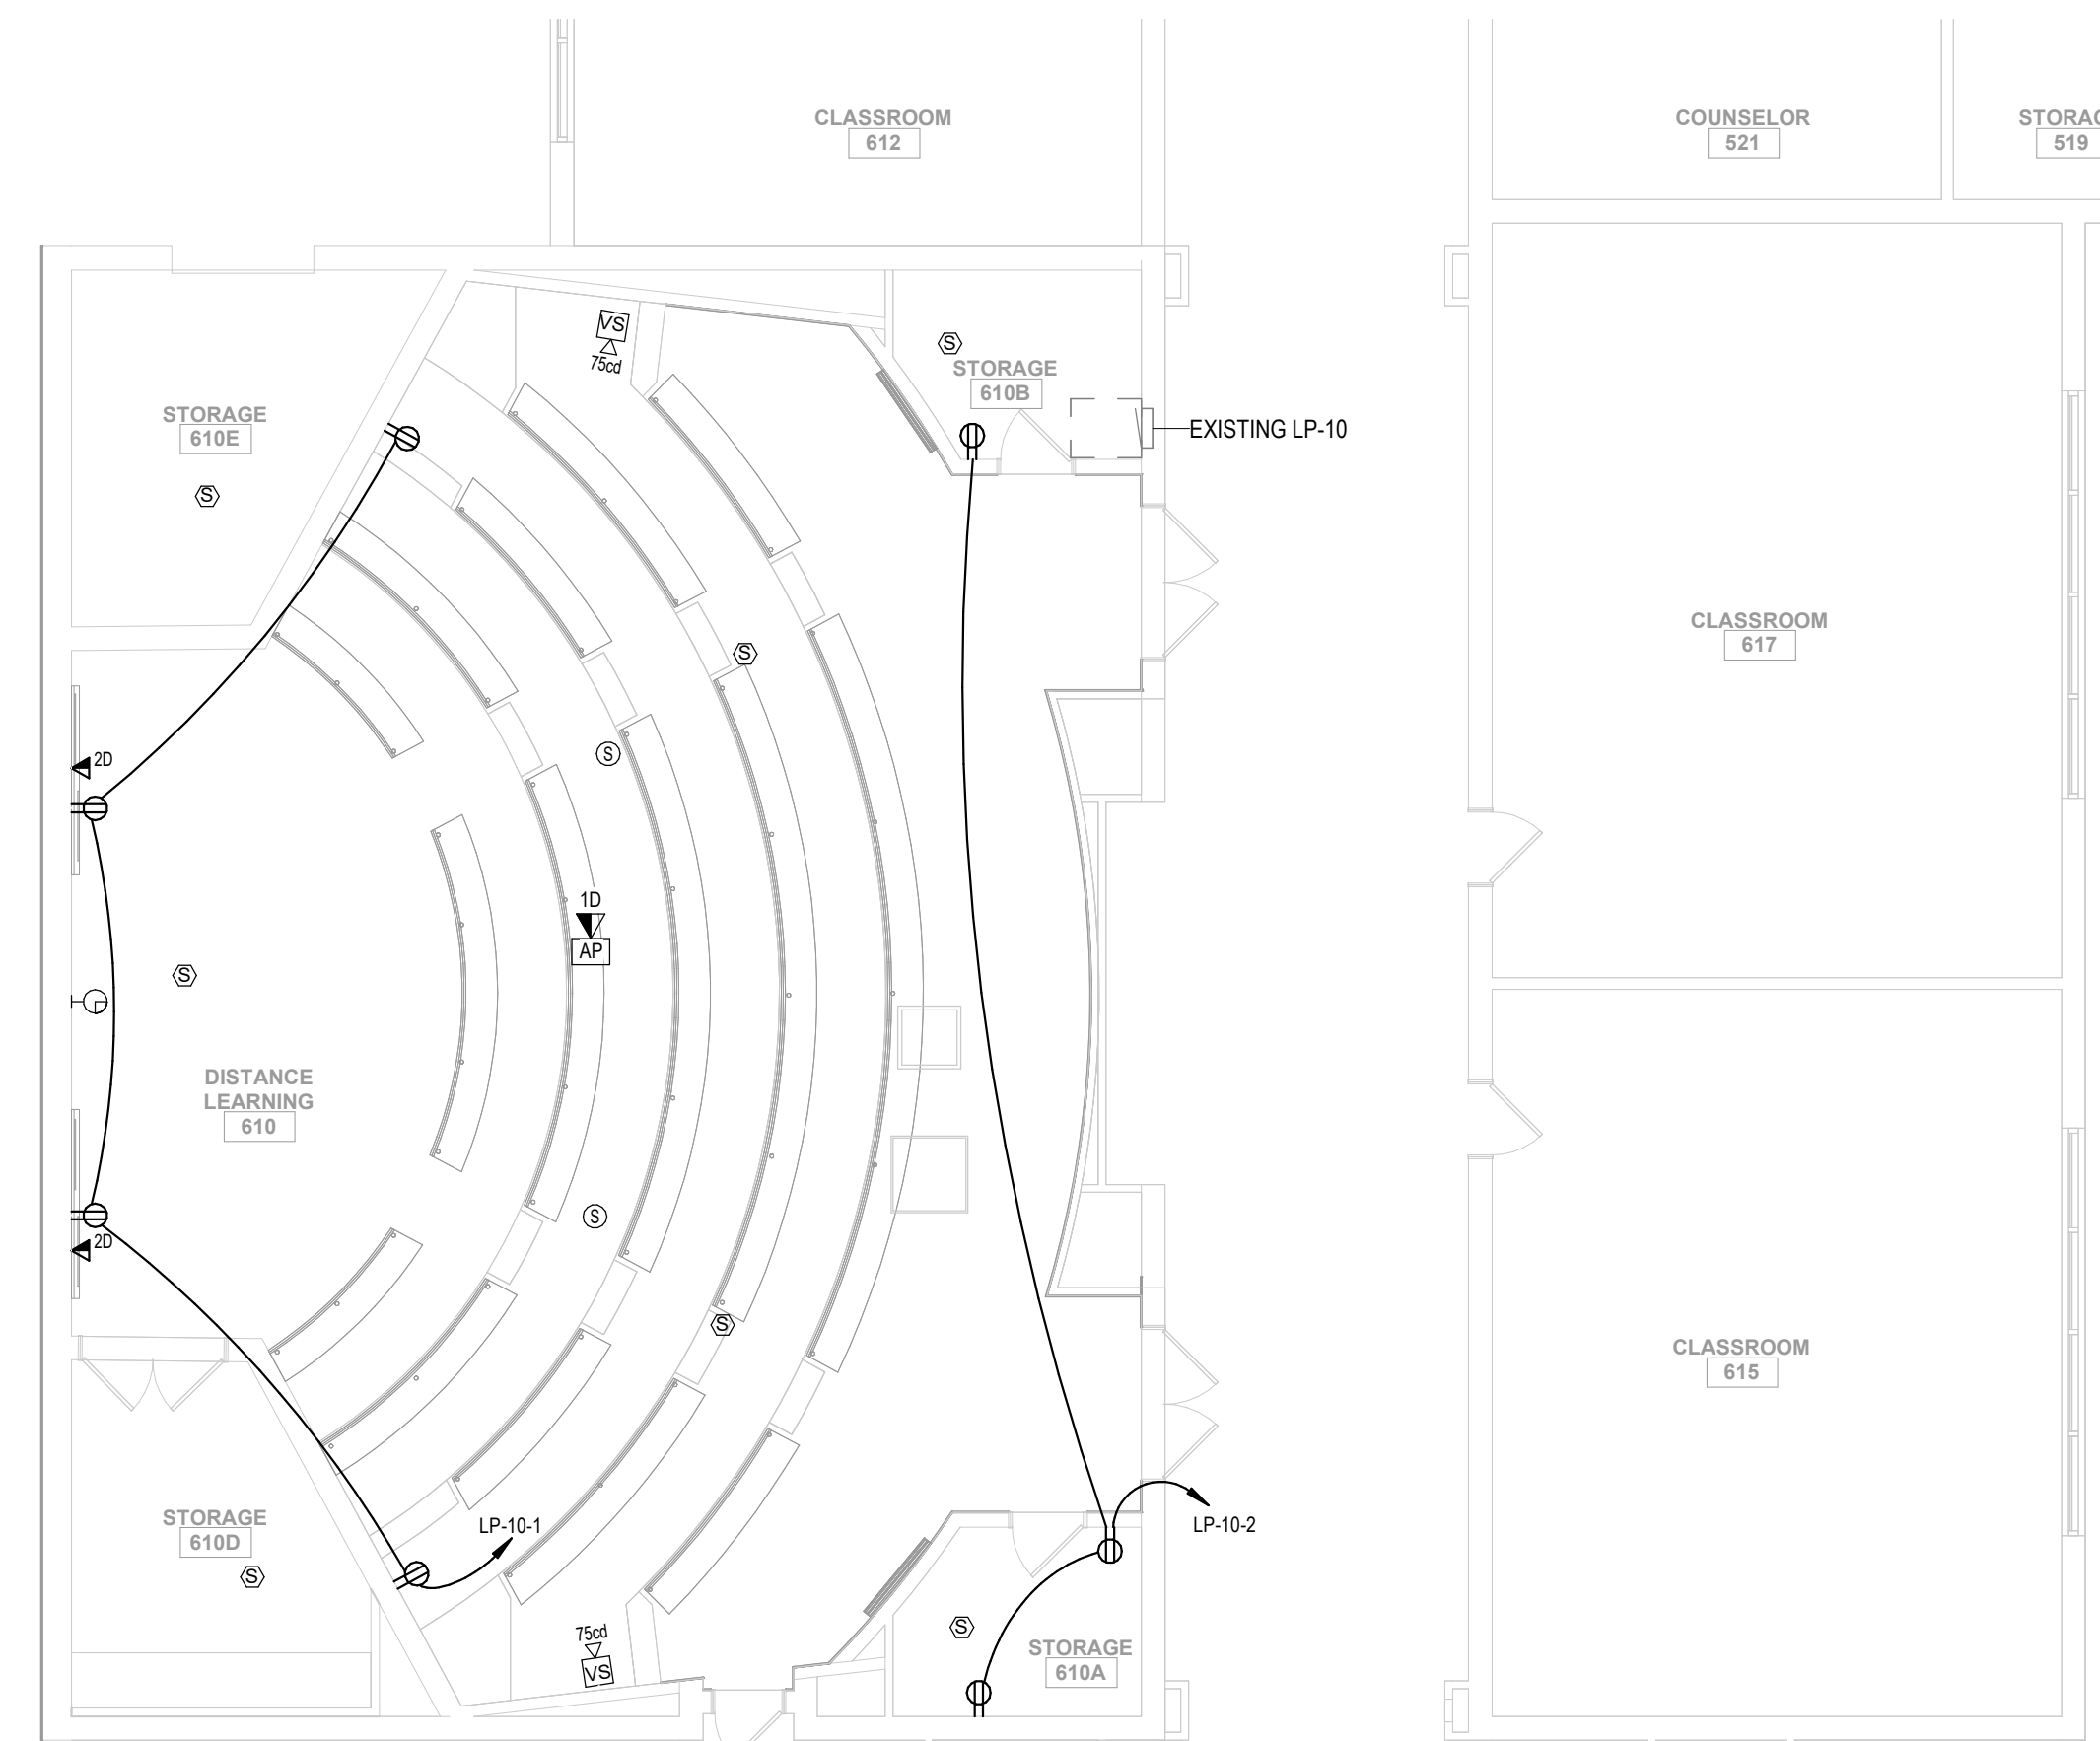 CLASSROOM
612
COUNSELOR
521
STORAG
519
VS
75cd
S
STORAGE
610B
STORAGE
610E
EXISTING LP-10
S
CLASSROOM
617
S
S
2D
1D
AP
S
DISTANCE
LEARNING
610
S
2D
S
CLASSROOM
615
STORAGE
610D
LP-10-1
LP-10-2
S
S
75cd
VS
STORAGE
610A